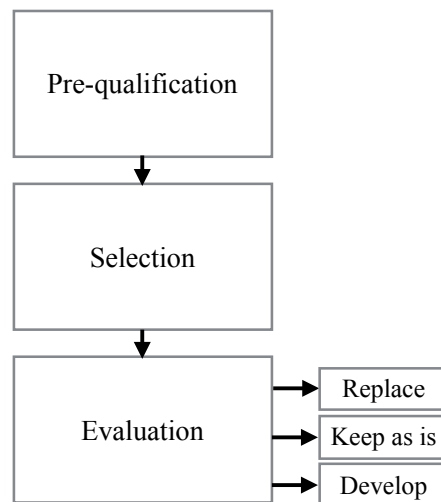 Pre-qualification
Selection
Evaluation
Replace
Keep as is
Develop